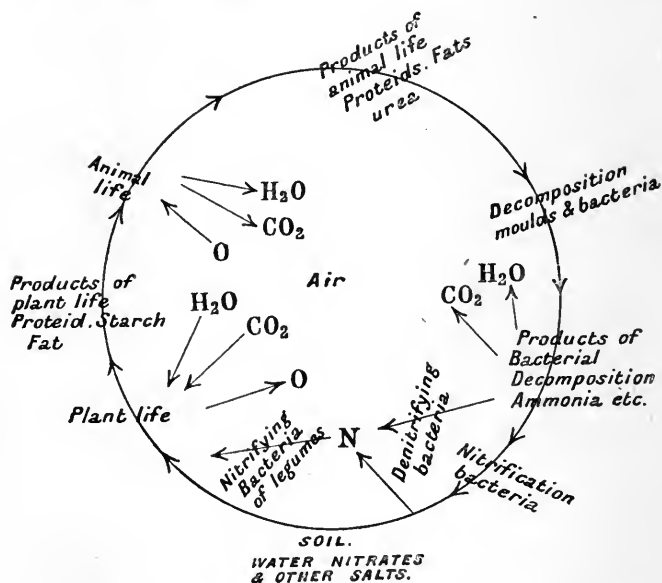 Products of
animal life
Proteids. Fats
urea
Animal
life
H₂O
CO₂
O
Decomposition
moulds & bacteria
Air
Products of
plant life
Proteid. Starch
Fat
H₂O
CO₂
O
CO₂
H₂O
Products of
Bacterial
Decomposition
Ammonia etc.
Plant life
Nitrifying
Bacteria
of legumes
N
Denitrifying
bacteria
Nitrification
bacteria
SOIL.
WATER NITRATES
& OTHER SALTS.